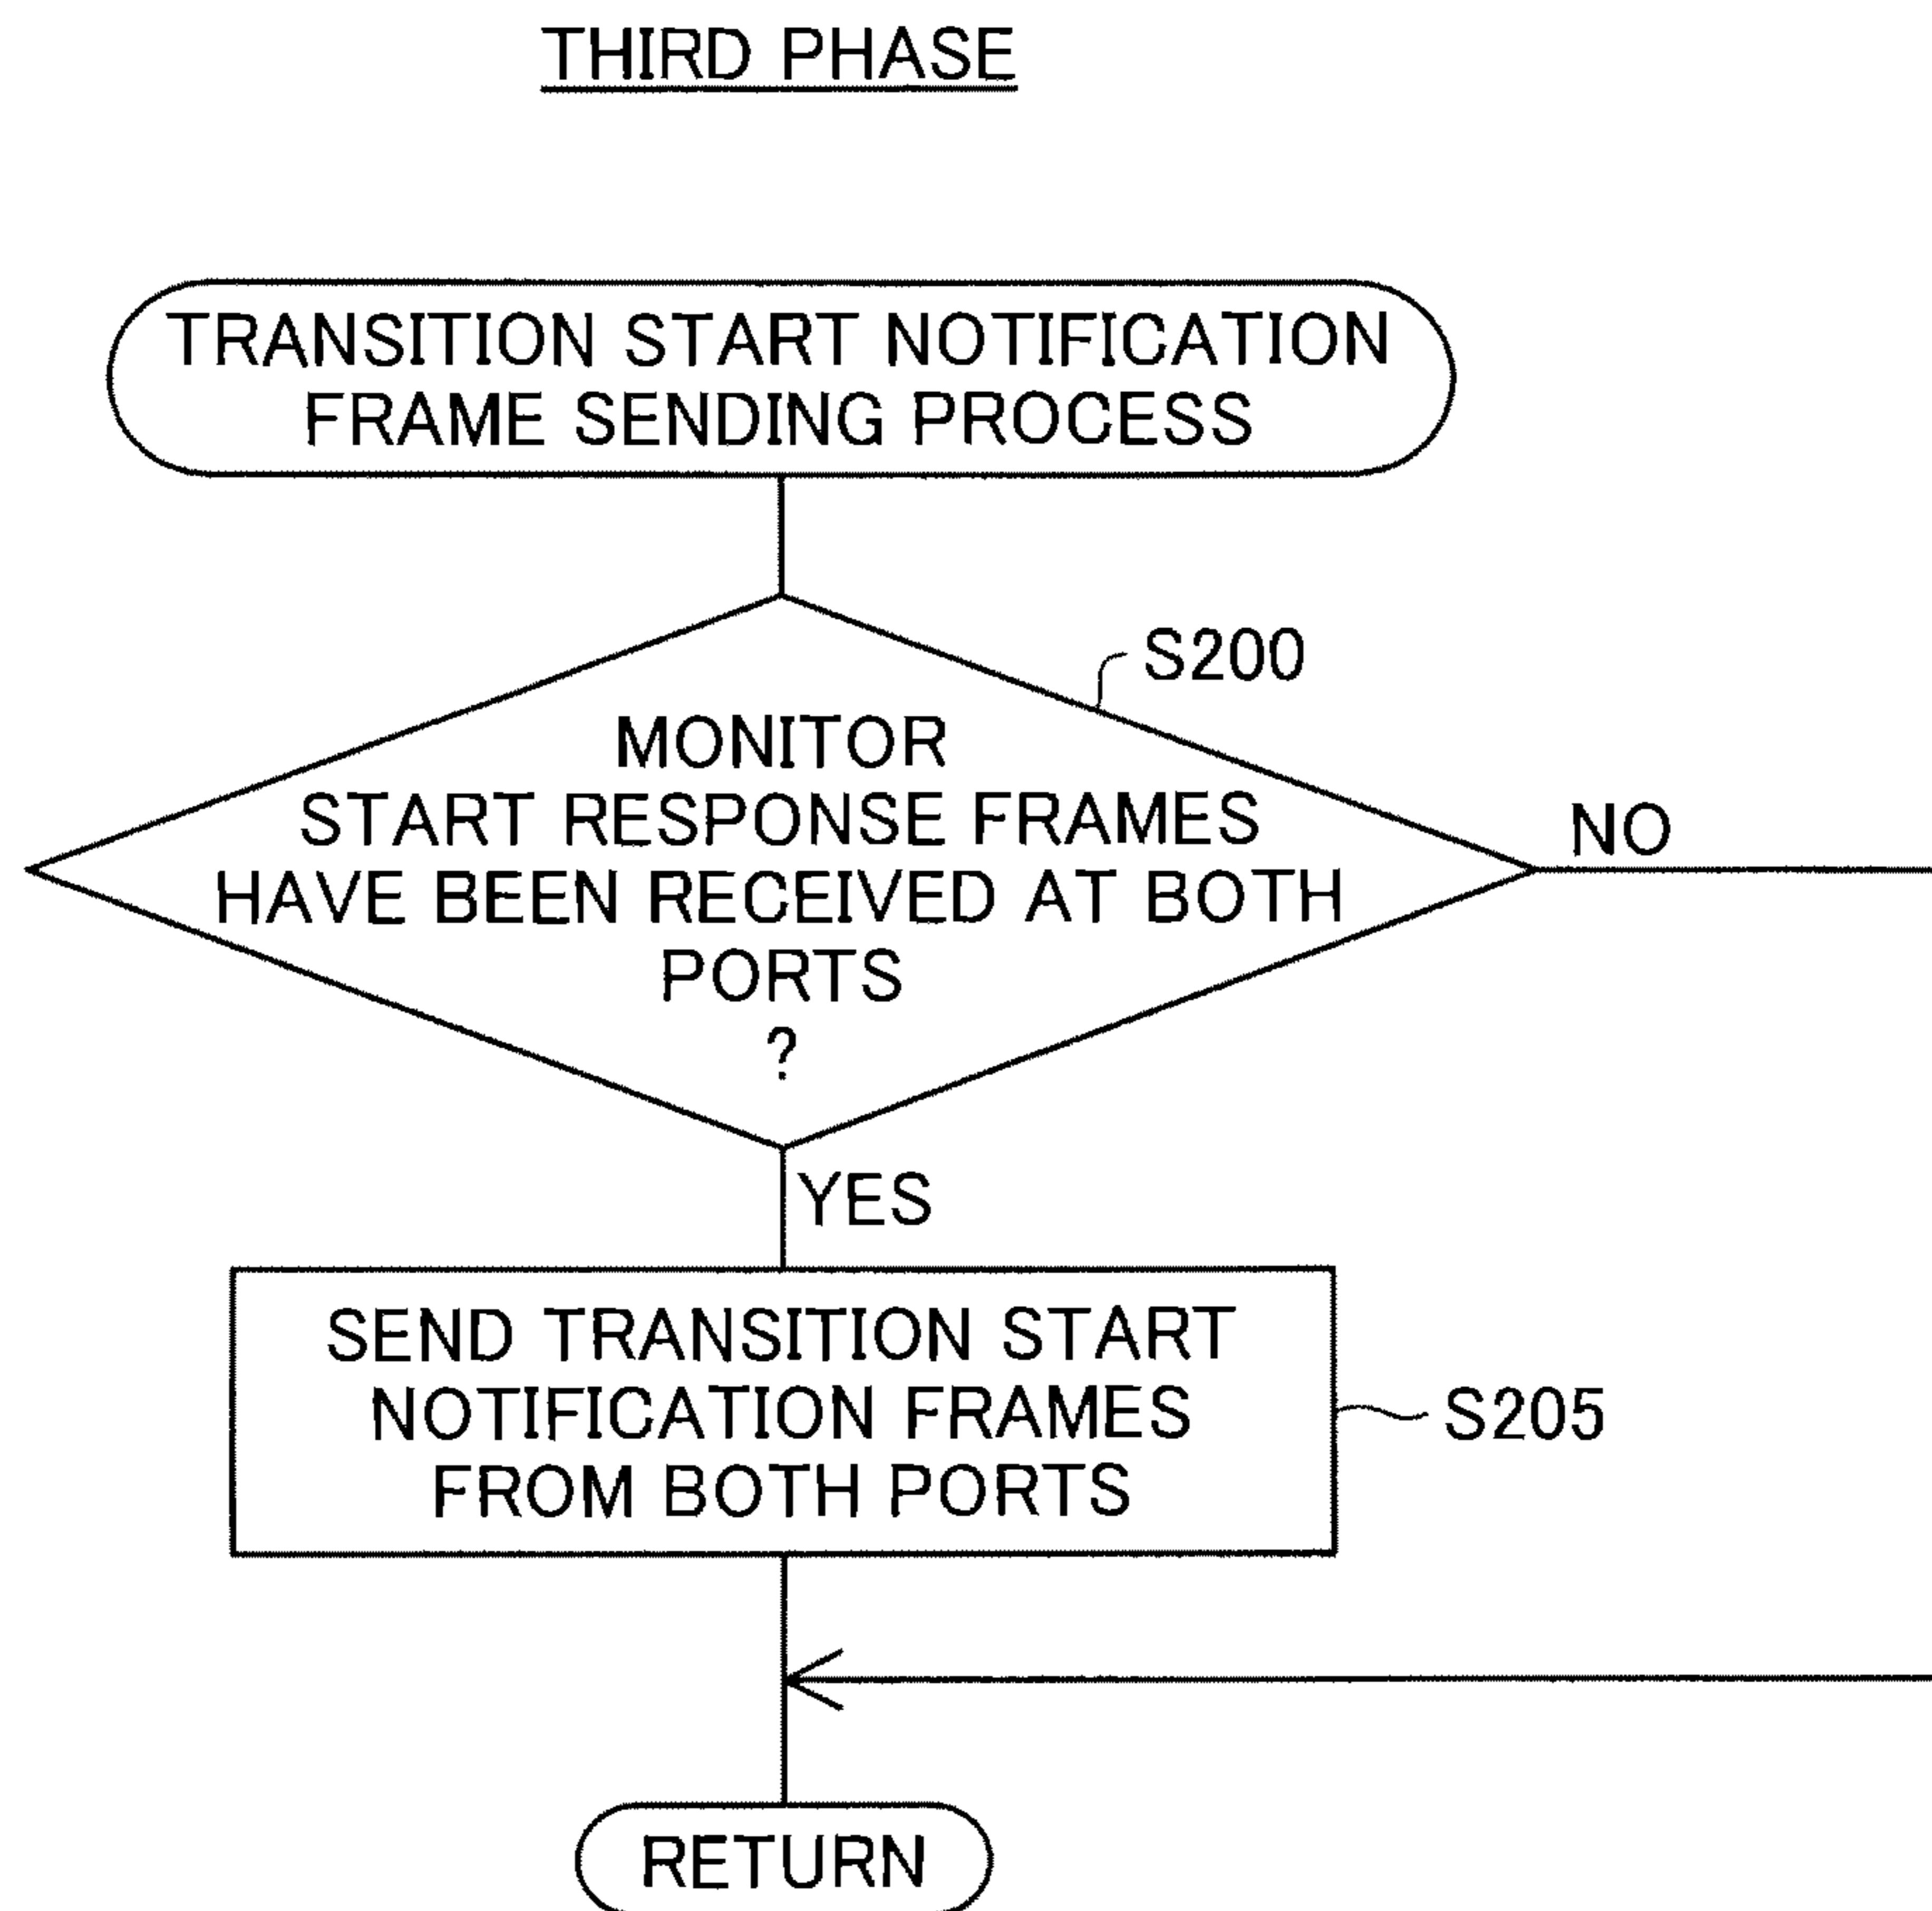 THIRD PHASE
TRANSITION START NOTIFICATION
FRAME SENDING PROCESS
S200
MONITOR
START RESPONSE FRAMES
HAVE BEEN RECEIVED AT BOTH
PORTS
?
NO
YES
SEND TRANSITION START
NOTIFICATION FRAMES
FROM BOTH PORTS
S205
RETURN